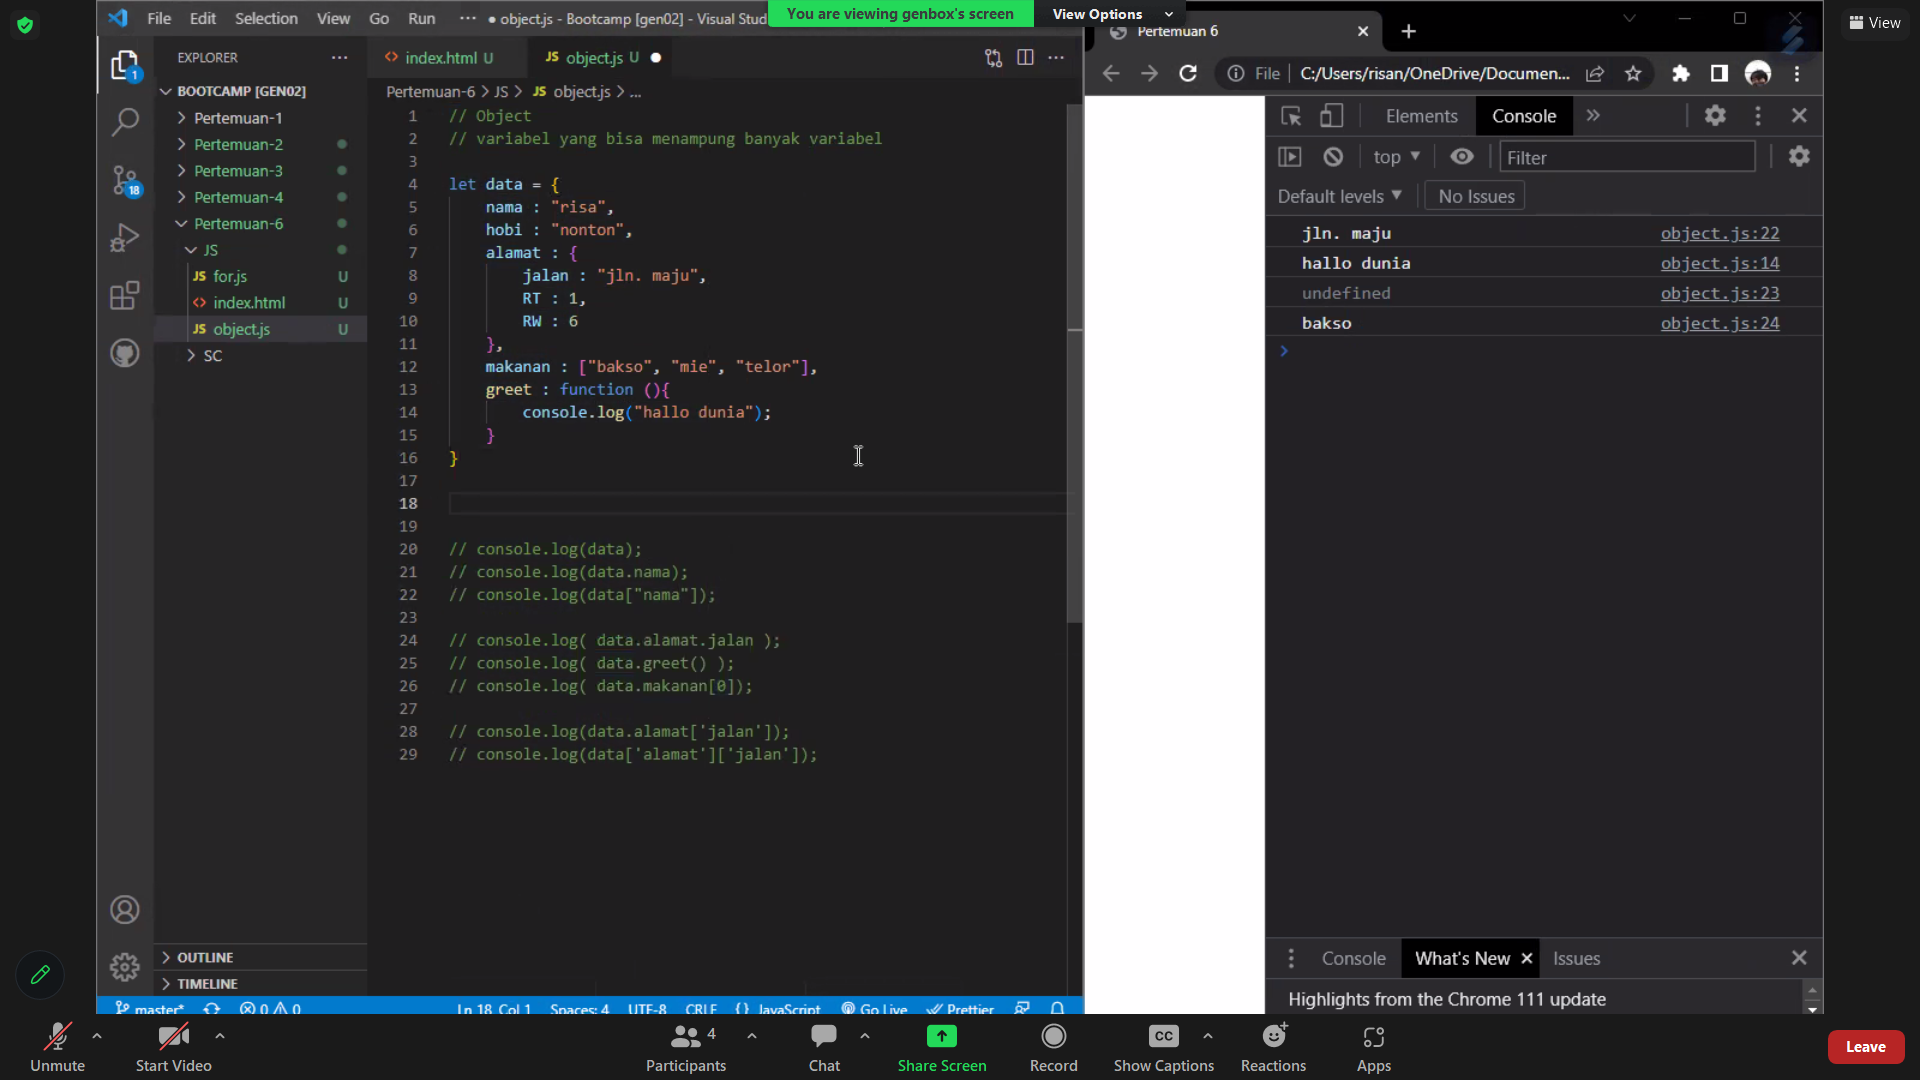 You are viewing genbox's screen
View Options
View
File Edit Selection View Go Run ··· ● object.js - Bootcamp [gen02] - Visual Stud
EXPLORER
BOOTCAMP [GEN02]
Pertemuan-1
Pertemuan-2
Pertemuan-3
Pertemuan-4
Pertemuan-6
JS
JS for.js U
<> index.html U
JS object.js U
SC
OUTLINE
TIMELINE
1
18
<> index.html U
JS object.js U ●
Pertemuan-6 > JS > JS object.js > ...
1 // Object
2 // variabel yang bisa menampung banyak variabel
3
4 let data = {
5 nama : "risa",
6 hobi : "nonton",
7 alamat : {
8 jalan : "jln. maju",
9 RT : 1,
10 RW : 6
11 },
12 makanan : ["bakso", "mie", "telor"],
13 greet : function (){
14 console.log("hallo dunia");
15 }
16 }
17
18
19
20 // console.log(data);
21 // console.log(data.nama);
22 // console.log(data["nama"]);
23
24 // console.log( data.alamat.jalan );
25 // console.log( data.greet() );
26 // console.log( data.makanan[0]);
27
28 // console.log(data.alamat['jalan']);
29 // console.log(data['alamat']['jalan']);
master* 0 0 Ln 18, Col 1 Spaces: 4 UTF-8 CRLF {} JavaScript Go Live Prettier
Pertemuan 6
File C:/Users/risan/OneDrive/Documen...
Elements Console »
top Filter
Default levels No Issues
jln. maju object.js:22
hallo dunia object.js:14
undefined object.js:23
bakso object.js:24
>
Console What's New Issues
Highlights from the Chrome 111 update
Unmute
Start Video
Participants 4
Chat
Share Screen
Record
CC
Show Captions
Reactions
Apps
Leave